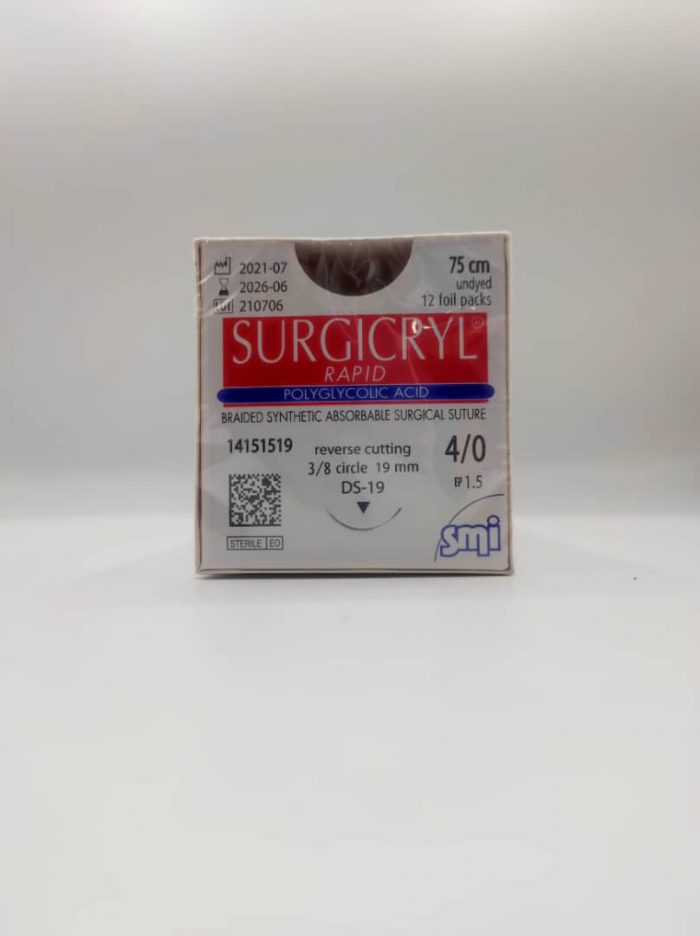 2021-07
2026-06
LOT 210706
75 cm
undyed
12 foil packs
SURGICRYL®
RAPID
POLYGLYCOLIC ACID
BRAIDED SYNTHETIC ABSORBABLE SURGICAL SUTURE
14151519
reverse cutting
3/8 circle 19 mm
DS-19
4/0
EP 1.5
STERILE EO
smi